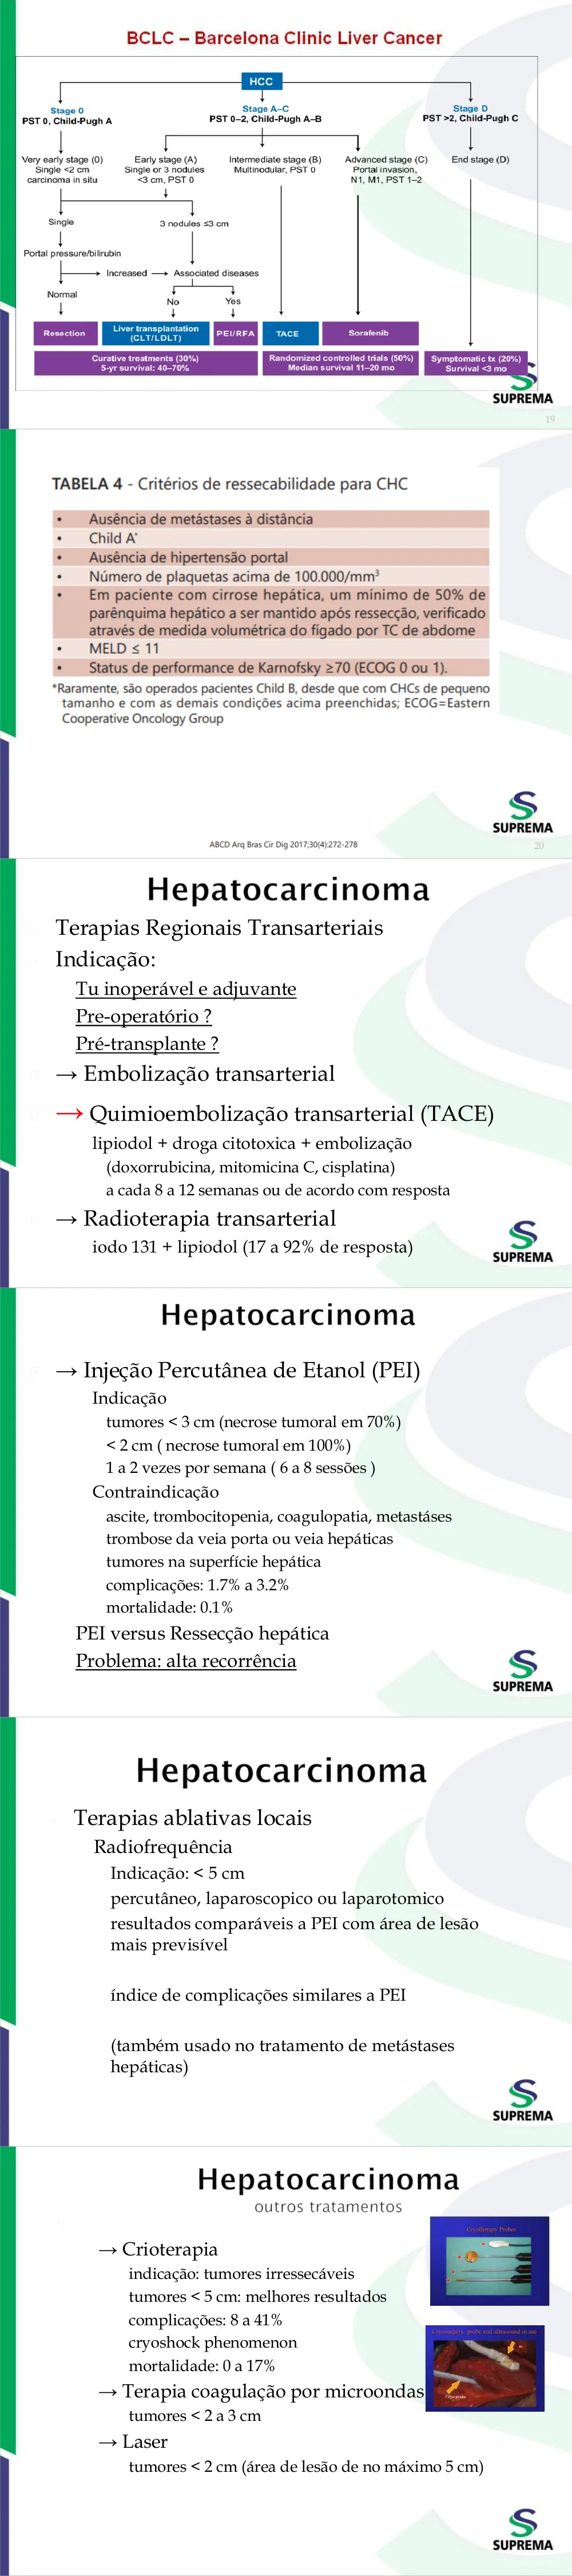 BCLC – Barcelona Clinic Liver Cancer
HCC
Stage 0
PST 0, Child-Pugh A
Stage A–C
PST 0–2, Child-Pugh A–B
Stage D
PST >2, Child-Pugh C
Very early stage (0)
Single <2 cm
carcinoma in situ
Early stage (A)
Single or 3 nodules
<3 cm, PST 0
Intermediate stage (B)
Multinodular, PST 0
Advanced stage (C)
Portal invasion,
N1, M1, PST 1–2
End stage (D)
Single
3 nodules ≤3 cm
Portal pressure/bilirubin
Increased
Associated diseases
Normal
No
Yes
Resection
Liver transplantation
(CLT/LDLT)
PEI/RFA
TACE
Sorafenib
Curative treatments (30%)
5-yr survival: 40–70%
Randomized controlled trials (50%)
Median survival 11–20 mo
Symptomatic tx (20%)
Survival <3 mo
SUPREMA
19
TABELA 4 - Critérios de ressecabilidade para CHC
• Ausência de metástases à distância
• Child A*
• Ausência de hipertensão portal
• Número de plaquetas acima de 100.000/mm³
• Em paciente com cirrose hepática, um mínimo de 50% de
parênquima hepático a ser mantido após ressecção, verificado
através de medida volumétrica do fígado por TC de abdome
• MELD ≤ 11
• Status de performance de Karnofsky ≥70 (ECOG 0 ou 1).
*Raramente, são operados pacientes Child B, desde que com CHCs de pequeno
tamanho e com as demais condições acima preenchidas; ECOG=Eastern
Cooperative Oncology Group
SUPREMA
ABCD Arq Bras Cir Dig 2017;30(4):272-278
20
Hepatocarcinoma
Terapias Regionais Transarteriais
Indicação:
Tu inoperável e adjuvante
Pre-operatório ?
Pré-transplante ?
→ Embolização transarterial
→ Quimioembolização transarterial (TACE)
lipiodol + droga citotoxica + embolização
(doxorrubicina, mitomicina C, cisplatina)
a cada 8 a 12 semanas ou de acordo com resposta
→ Radioterapia transarterial
iodo 131 + lipiodol (17 a 92% de resposta)
SUPREMA
Hepatocarcinoma
→ Injeção Percutânea de Etanol (PEI)
Indicação
tumores < 3 cm (necrose tumoral em 70%)
< 2 cm ( necrose tumoral em 100%)
1 a 2 vezes por semana ( 6 a 8 sessões )
Contraindicação
ascite, trombocitopenia, coagulopatia, metastáses
trombose da veia porta ou veia hepáticas
tumores na superfície hepática
complicações: 1.7% a 3.2%
mortalidade: 0.1%
PEI versus Ressecção hepática
Problema: alta recorrência
SUPREMA
Hepatocarcinoma
Terapias ablativas locais
Radiofrequência
Indicação: < 5 cm
percutâneo, laparoscopico ou laparotomico
resultados comparáveis a PEI com área de lesão
mais previsível
índice de complicações similares a PEI
(também usado no tratamento de metástases
hepáticas)
SUPREMA
Hepatocarcinoma
outros tratamentos
Cryotherapy Probes
→ Crioterapia
indicação: tumores irressecáveis
tumores < 5 cm: melhores resultados
complicações: 8 a 41%
cryoshock phenomenon
mortalidade: 0 a 17%
Cryosurgery, probe and ultrasound in use
→ Terapia coagulação por microondas
tumores < 2 a 3 cm
→ Laser
tumores < 2 cm (área de lesão de no máximo 5 cm)
SUPREMA